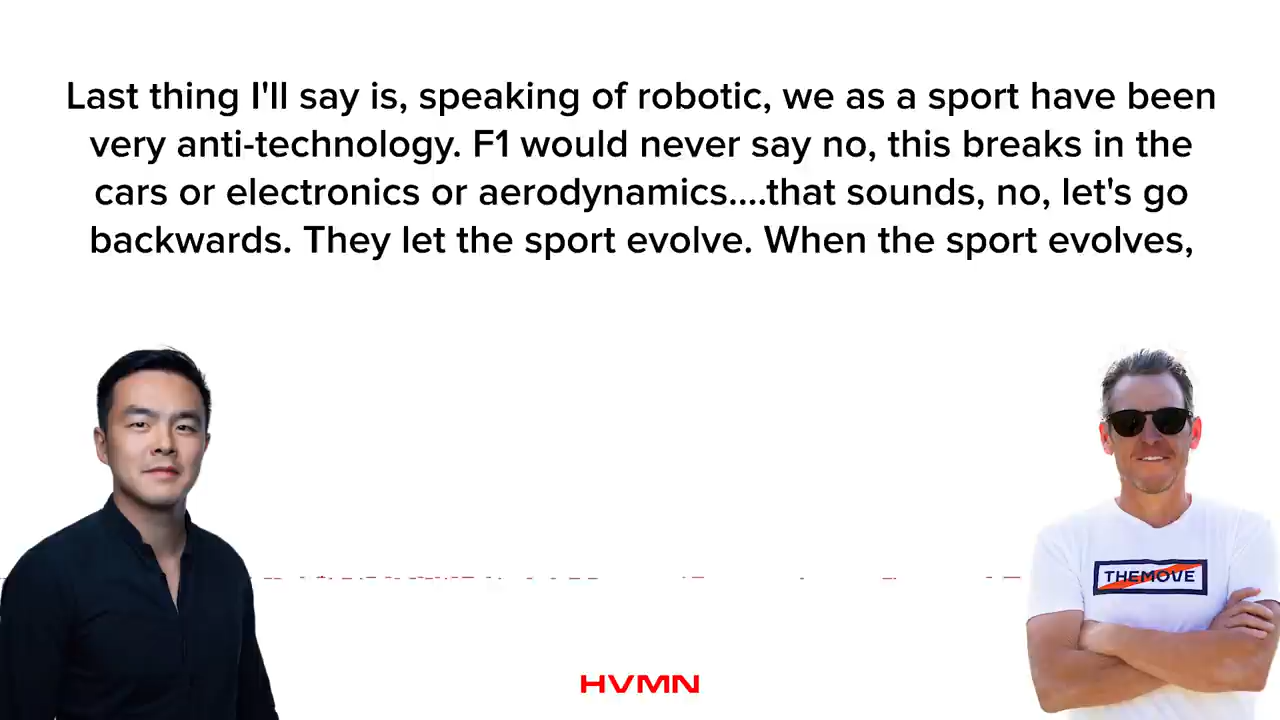 Last thing I'll say is, speaking of robotic, we as a sport have been
very anti-technology. F1 would never say no, this breaks in the
cars or electronics or aerodynamics....that sounds, no, let's go
backwards. They let the sport evolve. When the sport evolves,
THEMOVE
HVMN